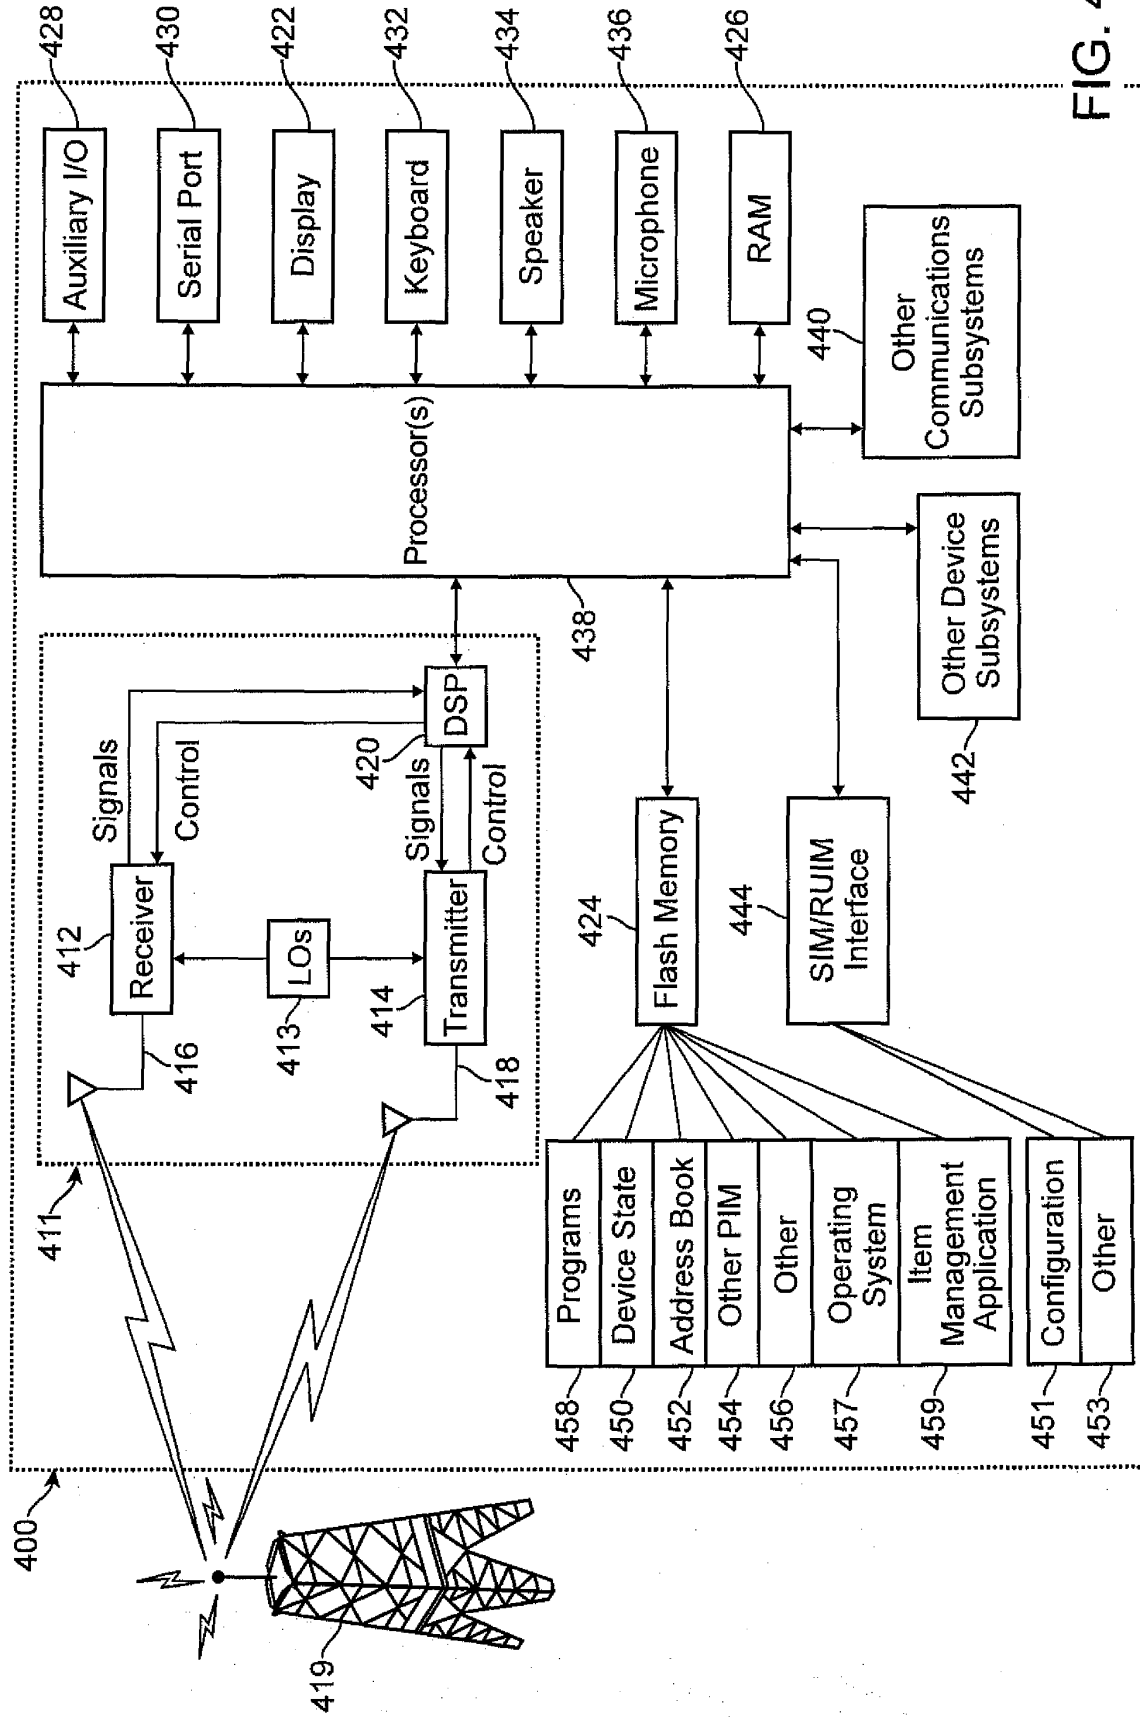 400
411
419
416
418
412
Receiver
413
LOs
414
Transmitter
Signals
Control
Signals
Control
420
DSP
438
Processor(s)
Auxiliary I/O
428
Serial Port
430
Display
422
Keyboard
432
Speaker
434
Microphone
436
RAM
426
440
Other
Communications
Subsystems
442
Other Device
Subsystems
424
Flash Memory
444
SIM/RUIM
Interface
458
Programs
450
Device State
452
Address Book
454
Other PIM
456
Other
457
Operating
System
459
Item
Management
Application
451
Configuration
453
Other
FIG. 4